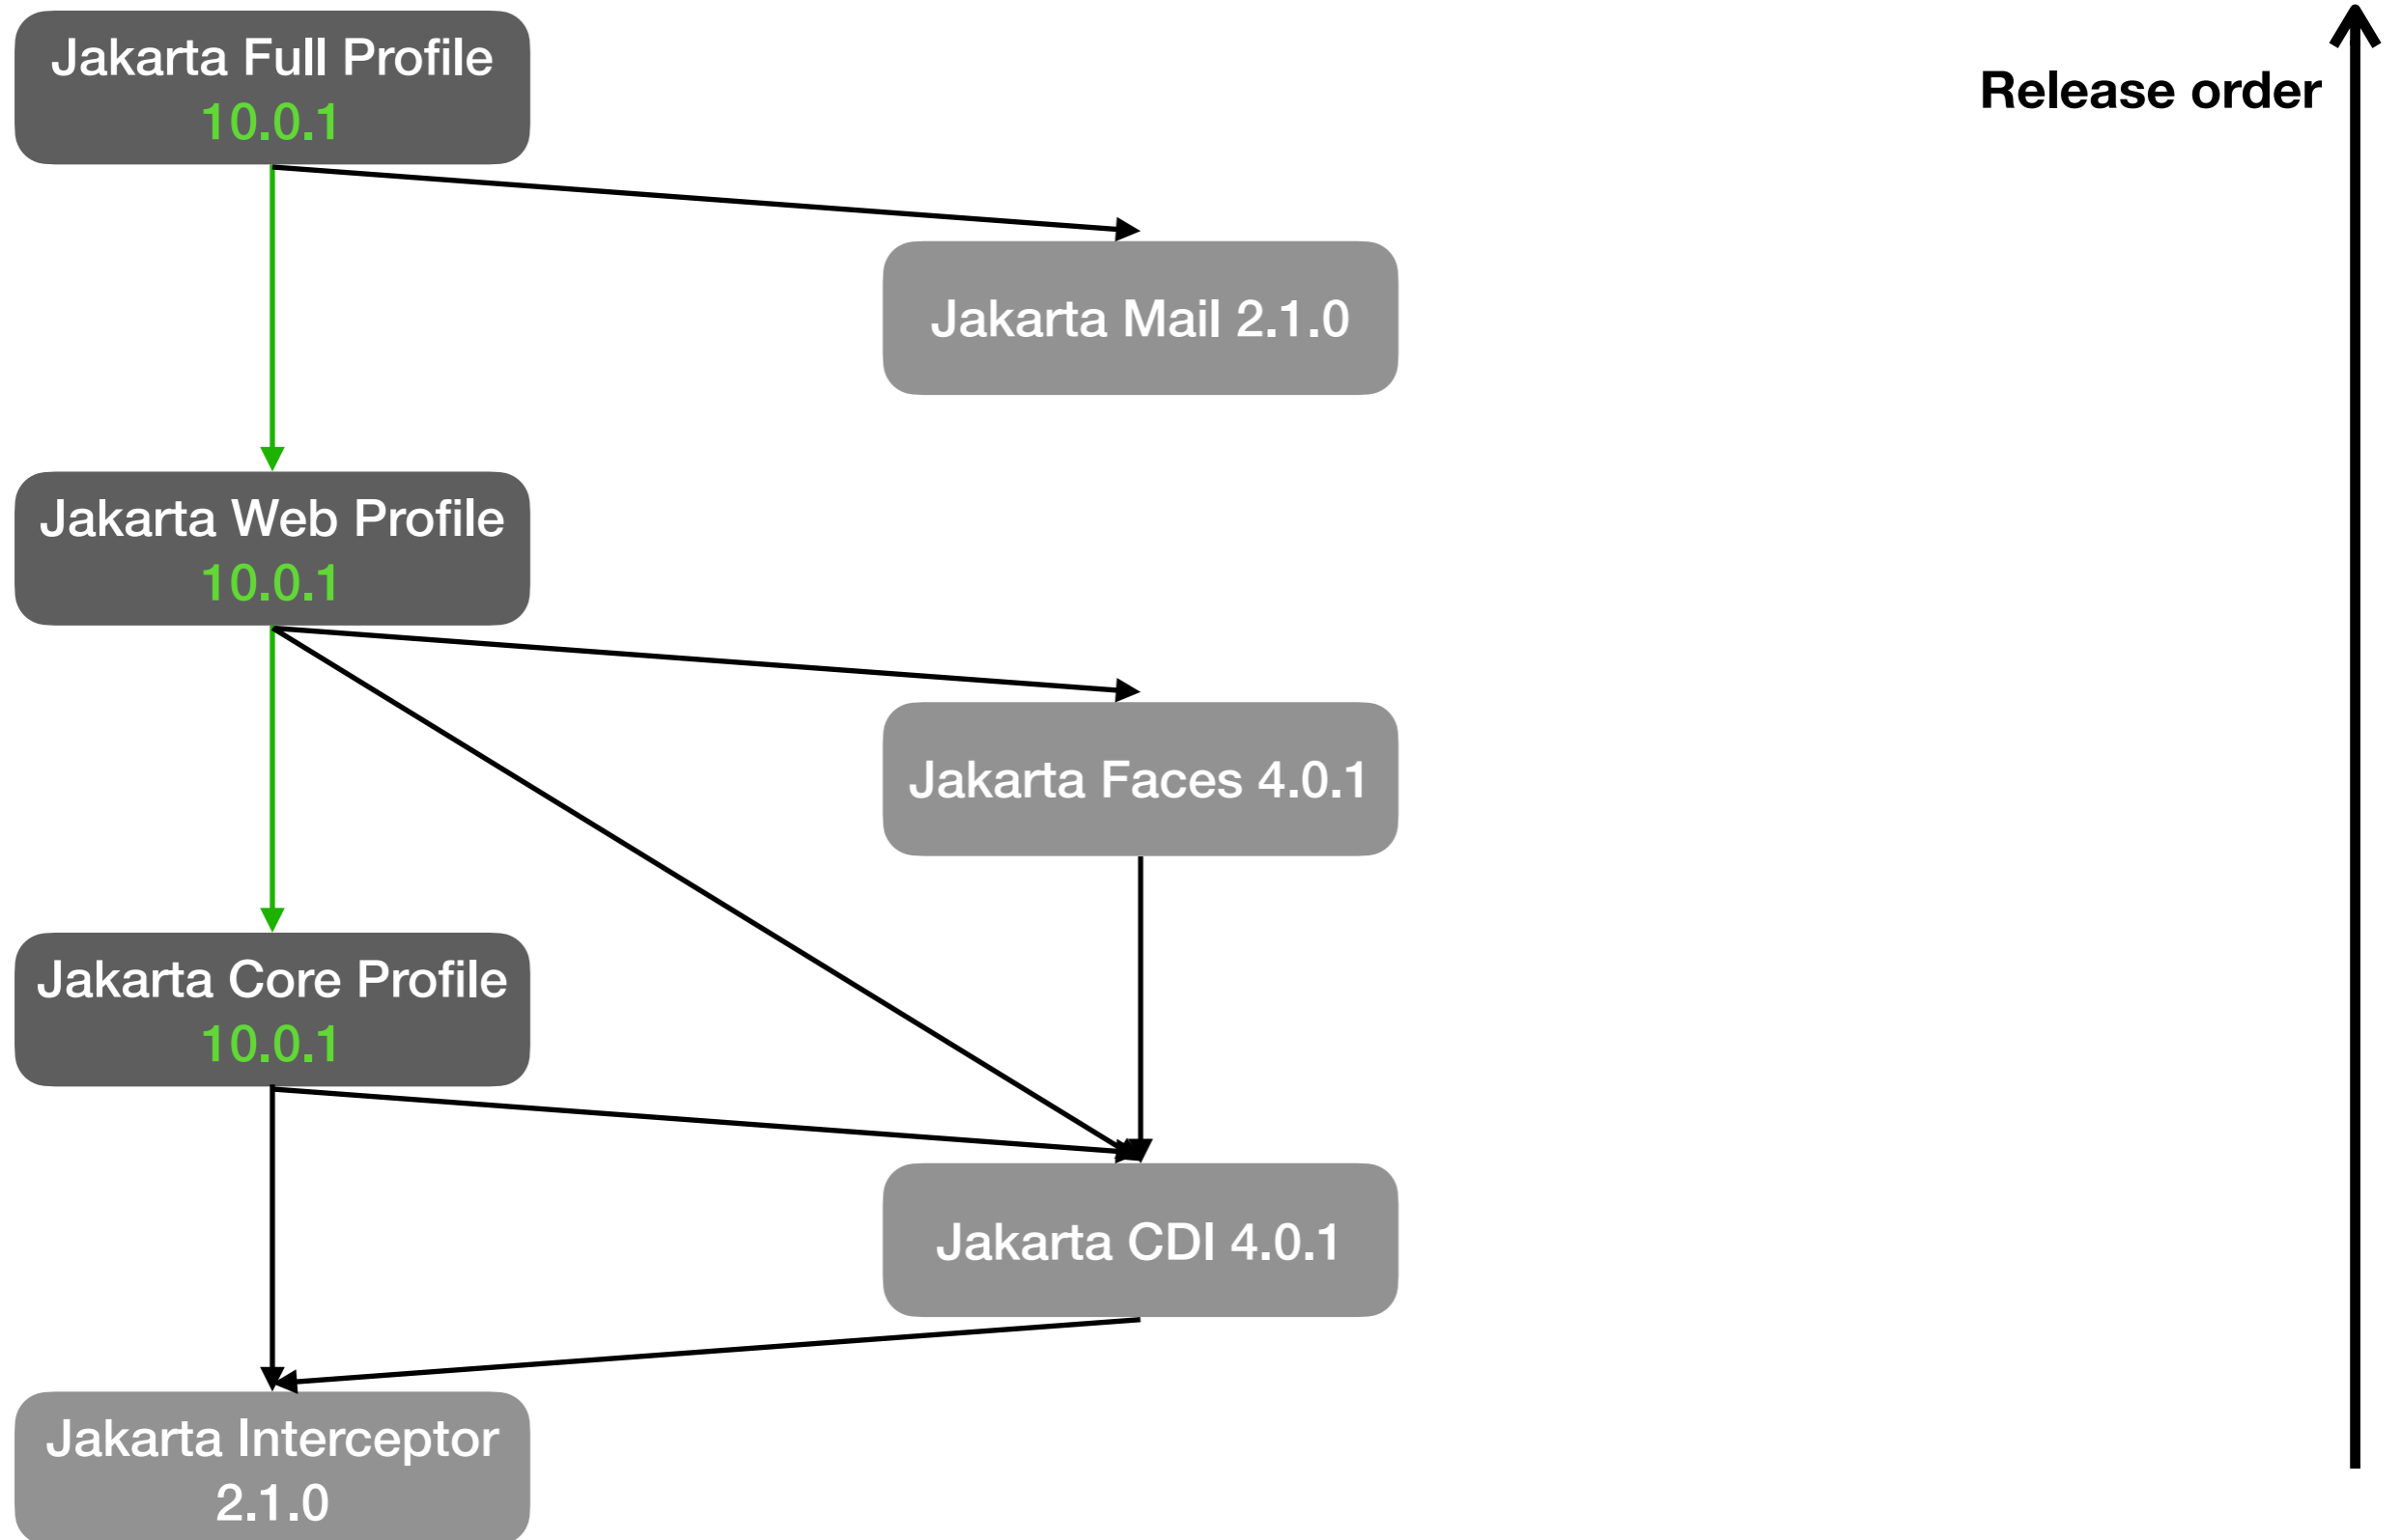 Jakarta Full Profile
10.0.1
Release order
Jakarta Mail 2.1.0
Jakarta Web Profile
10.0.1
Jakarta Faces 4.0.1
Jakarta Core Profile
10.0.1
Jakarta CDI 4.0.1
Jakarta Interceptor
2.1.0